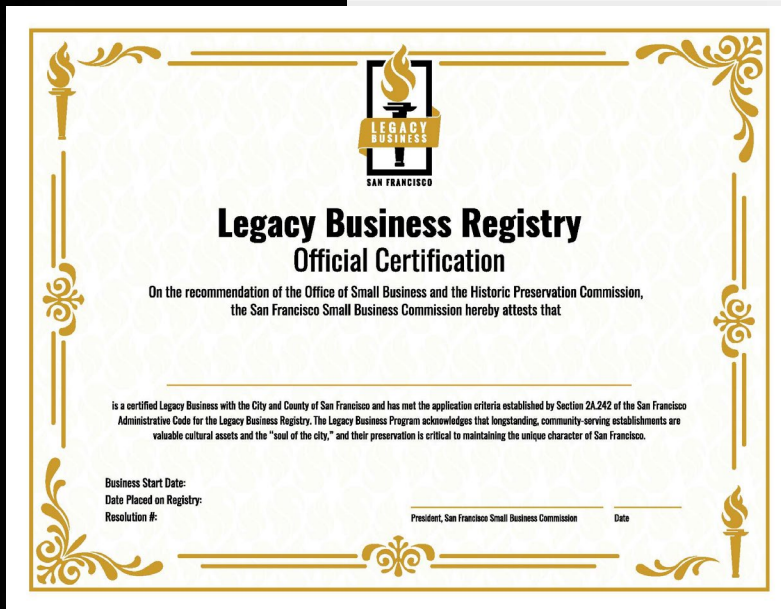 LEGACY
BUSINESS
SAN FRANCISCO
Legacy Business Registry
Official Certification
On the recommendation of the Office of Small Business and the Historic Preservation Commission,
the San Francisco Small Business Commission hereby attests that
is a certified Legacy Business with the City and County of San Francisco and has met the application criteria established by Section 2A.242 of the San Francisco
Administrative Code for the Legacy Business Registry. The Legacy Business Program acknowledges that longstanding, community-serving establishments are
valuable cultural assets and the "soul of the city," and their preservation is critical to maintaining the unique character of San Francisco.
Business Start Date:
Date Placed on Registry:
Resolution #:
President, San Francisco Small Business Commission Date